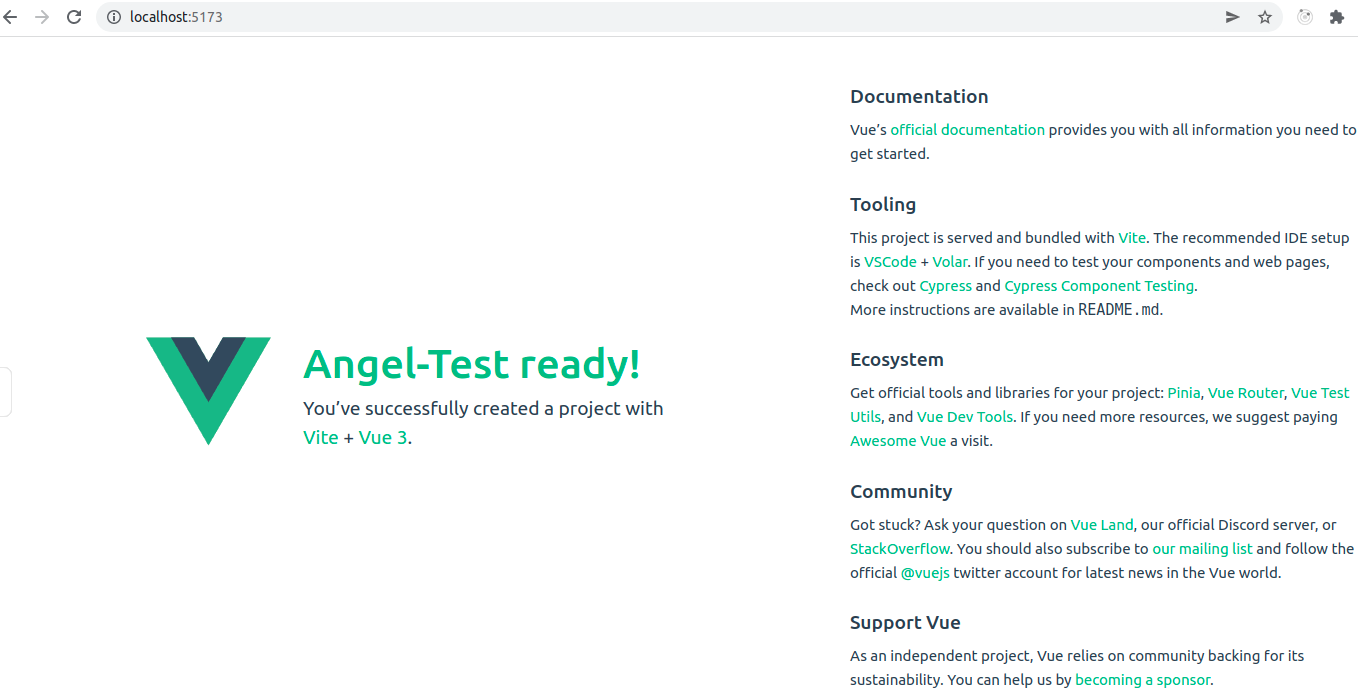 localhost:5173
Angel-Test ready!
You’ve successfully created a project with
Vite + Vue 3.
Documentation
Vue’s official documentation provides you with all information you need to
get started.
Tooling
This project is served and bundled with Vite. The recommended IDE setup
is VSCode + Volar. If you need to test your components and web pages,
check out Cypress and Cypress Component Testing.
More instructions are available in README.md.
Ecosystem
Get official tools and libraries for your project: Pinia, Vue Router, Vue Test
Utils, and Vue Dev Tools. If you need more resources, we suggest paying
Awesome Vue a visit.
Community
Got stuck? Ask your question on Vue Land, our official Discord server, or
StackOverflow. You should also subscribe to our mailing list and follow the
official @vuejs twitter account for latest news in the Vue world.
Support Vue
As an independent project, Vue relies on community backing for its
sustainability. You can help us by becoming a sponsor.